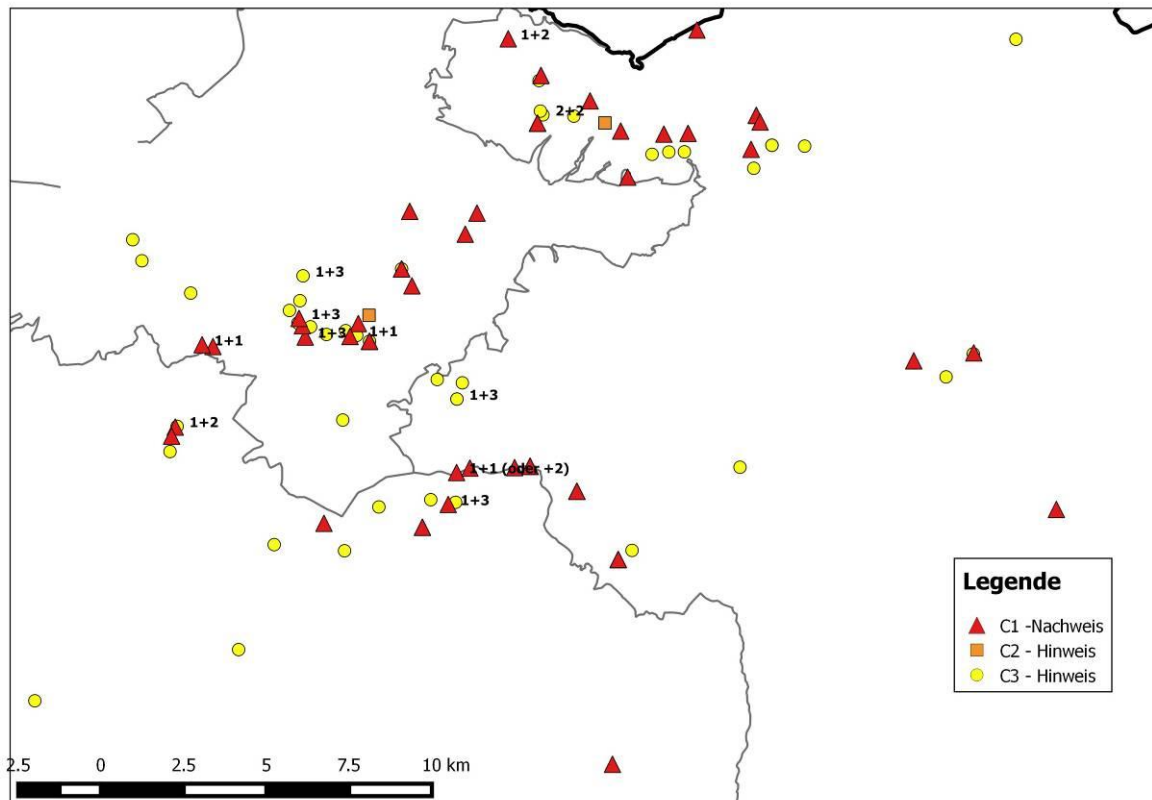 1+2
2+2
1+3
1+3
1+3 1+1
1+1
1+3
1+2
1+1 (oder +2)
1+3
Legende
C1 -Nachweis
C2 - Hinweis
C3 - Hinweis
2.5 0 2.5 5 7.5 10 km